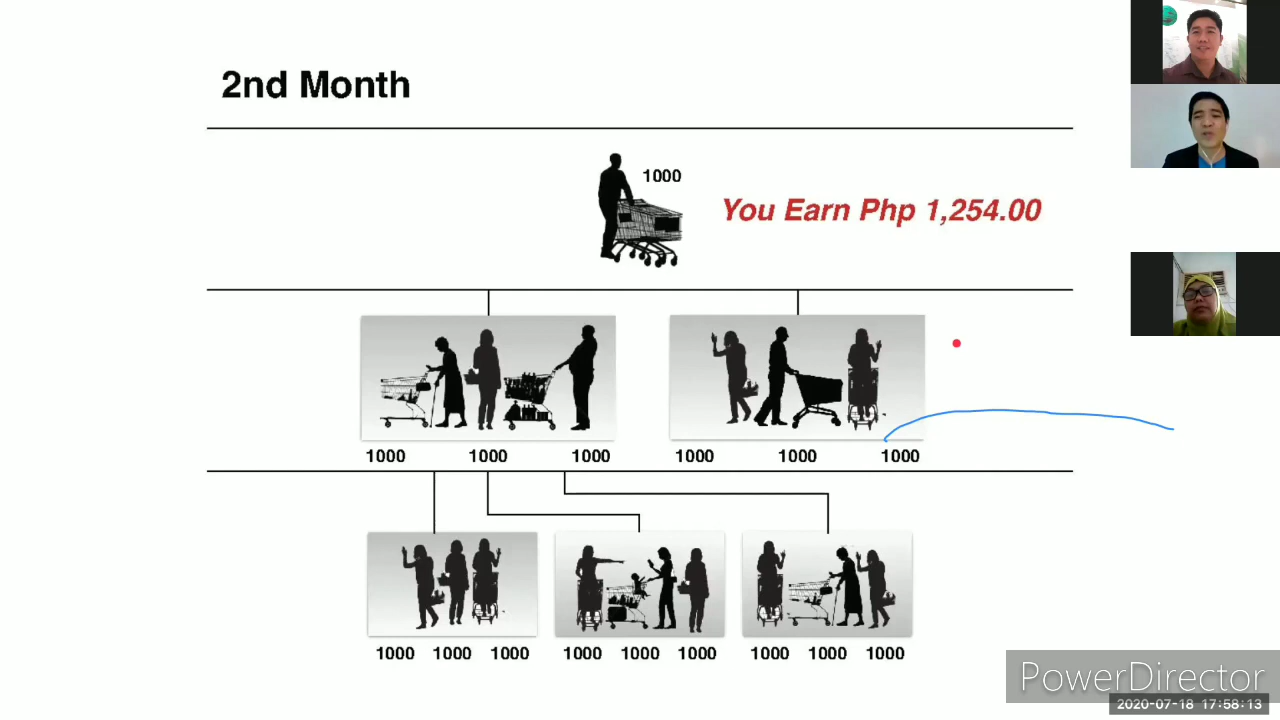 2nd Month
1000
You Earn Php 1,254.00
1000 1000 1000 1000 1000 1000
1000 1000 1000 1000 1000 1000 1000 1000 1000
PowerDirector
2020-07-18 17:58:13